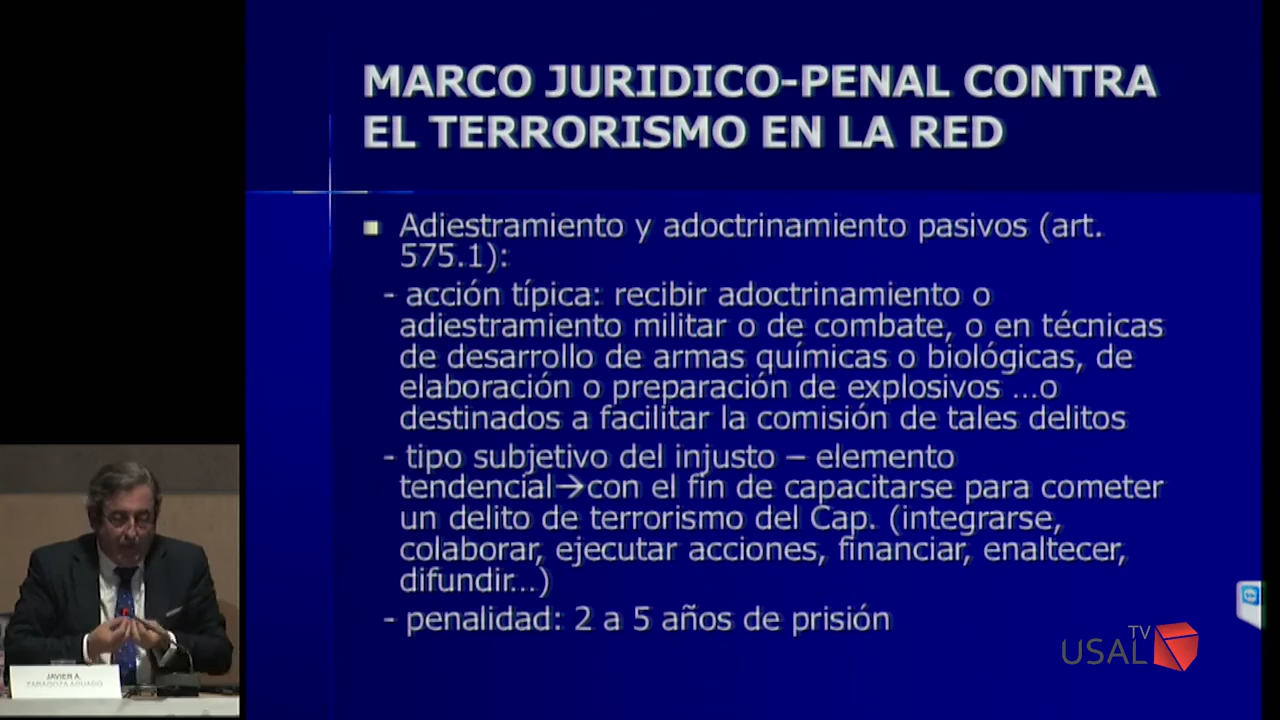 MARCO JURIDICO-PENAL CONTRA
EL TERRORISMO EN LA RED
Adiestramiento y adoctrinamiento pasivos (art.
575.1):
- acción típica: recibir adoctrinamiento o
adiestramiento militar o de combate, o en técnicas
de desarrollo de armas químicas o biológicas, de
elaboración o preparación de explosivos ...o
destinados a facilitar la comisión de tales delitos
- tipo subjetivo del injusto – elemento
tendencial→con el fin de capacitarse para cometer
un delito de terrorismo del Cap. (integrarse,
colaborar, ejecutar acciones, financiar, enaltecer,
difundir...)
- penalidad: 2 a 5 años de prisión
JAVIER A.
ZARAGOZA AGUADO
USAL TV